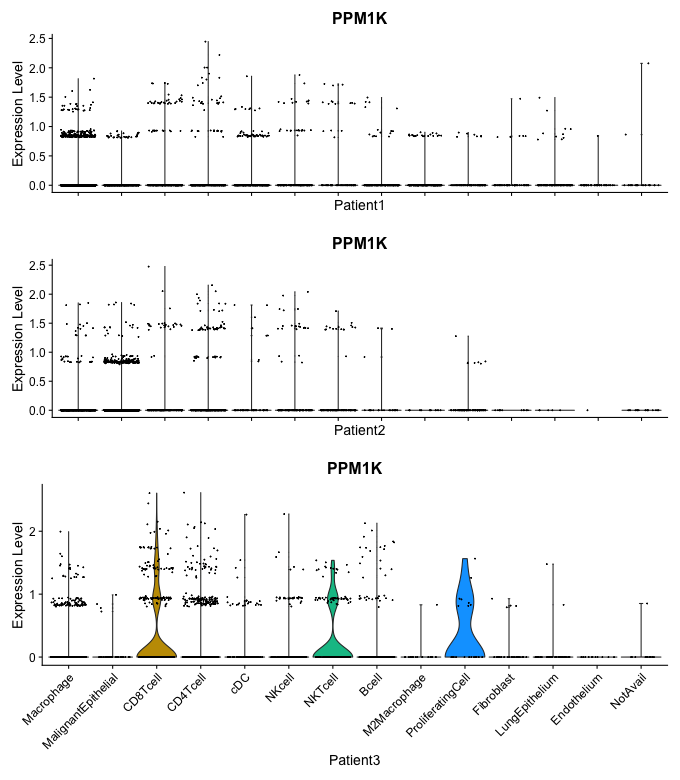 PPM1K
Expression Level
2.5
2.0
1.5
1.0
0.5
0.0
Patient1
PPM1K
Expression Level
2.5
2.0
1.5
1.0
0.5
0.0
Patient2
PPM1K
Expression Level
2
1
0
Macrophage
MalignantEpithelial
CD8Tcell
CD4Tcell
cDC
NKcell
NKTcell
Bcell
M2Macrophage
ProliferatingCell
Fibroblast
LungEpithelium
Endothelium
NotAvail
Patient3